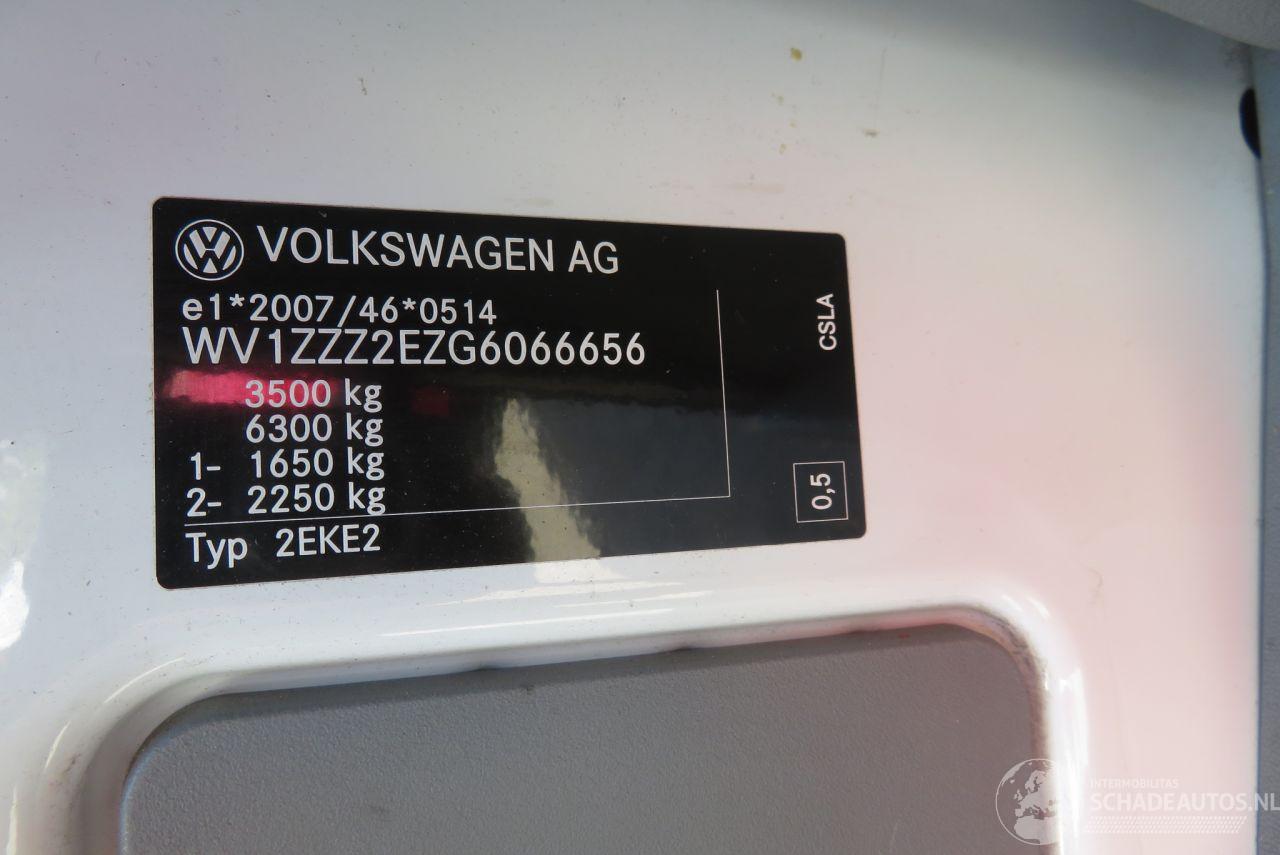 VOLKSWAGEN AG
e1*2007/46*0514
WV1ZZZ2EZG6066656
3500 kg
6300 kg
1- 1650 kg
2- 2250 kg
Typ 2EKE2
CSLA
0,5
INTERMOBILITAS
SCHADEAUTOS.NL